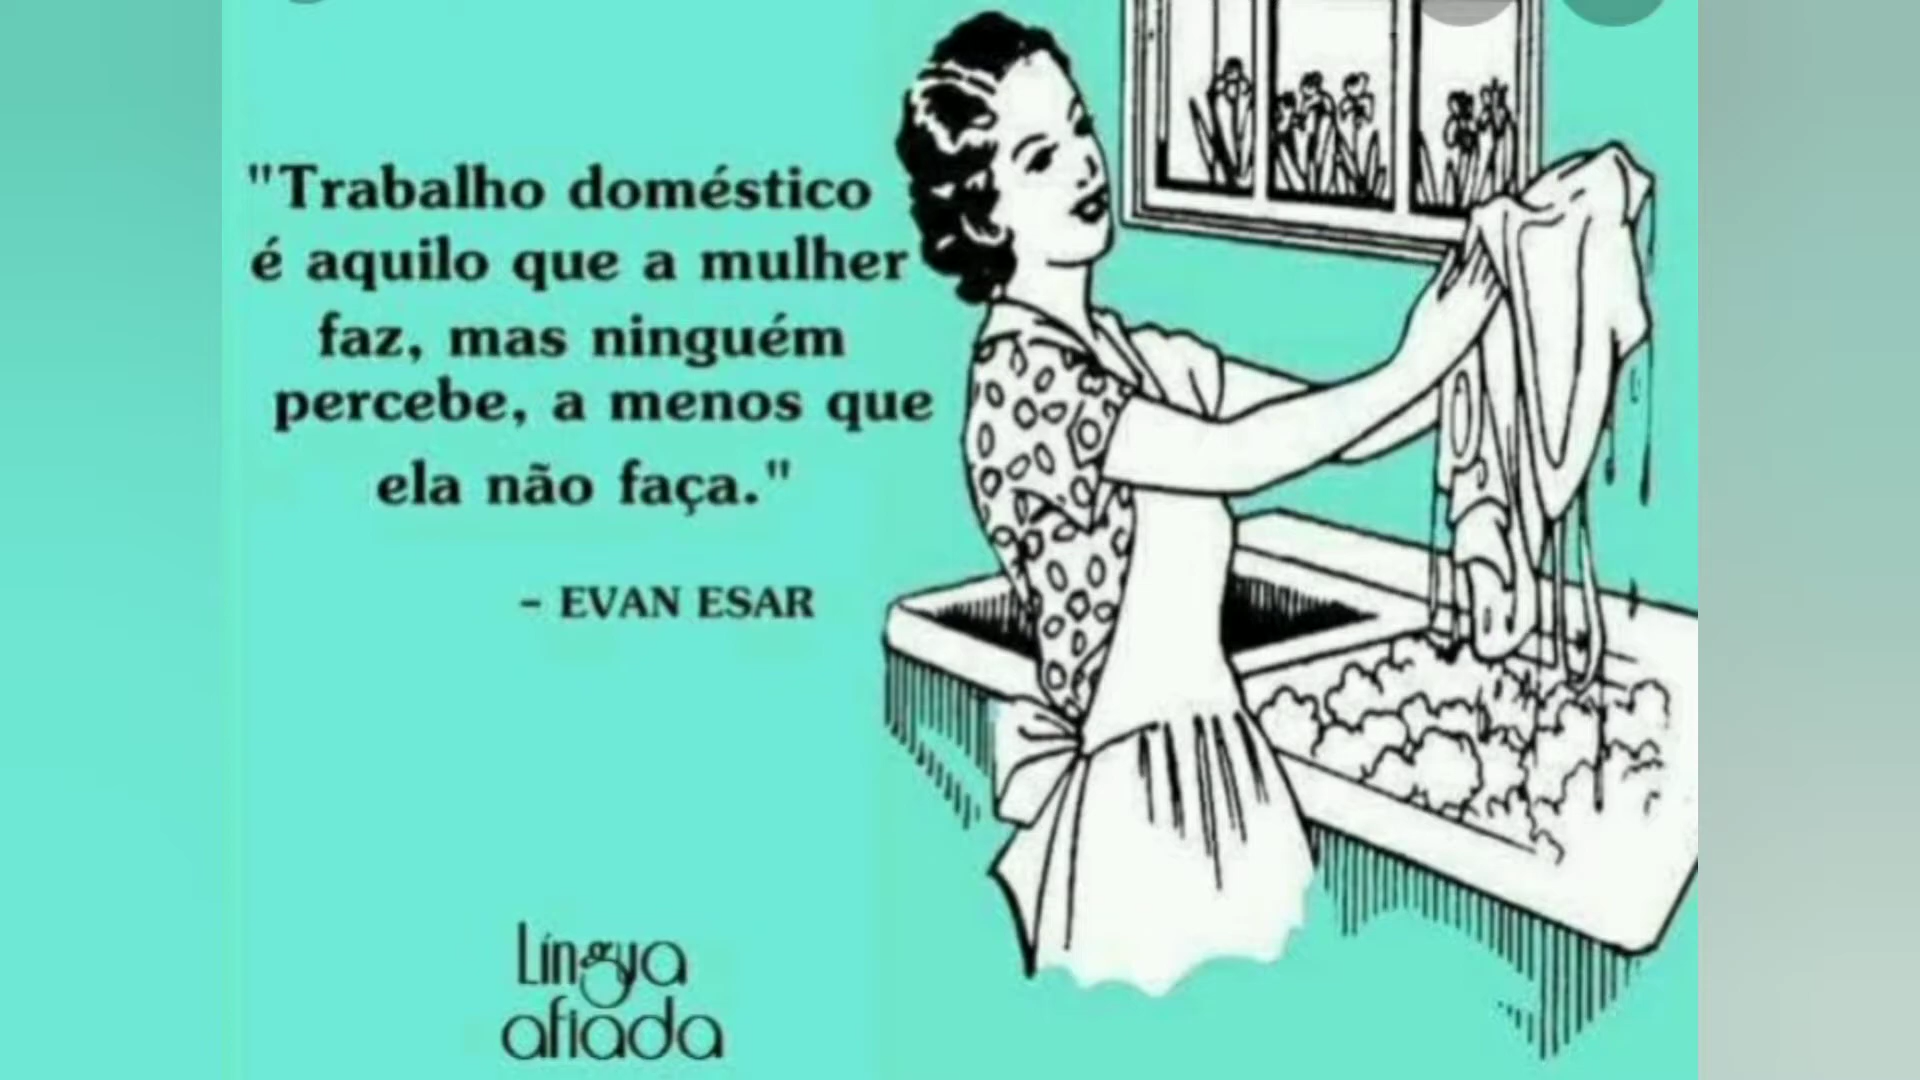 "Trabalho doméstico
é aquilo que a mulher
faz, mas ninguém
percebe, a menos que
ela não faça."
– EVAN ESAR
Língua
afiada